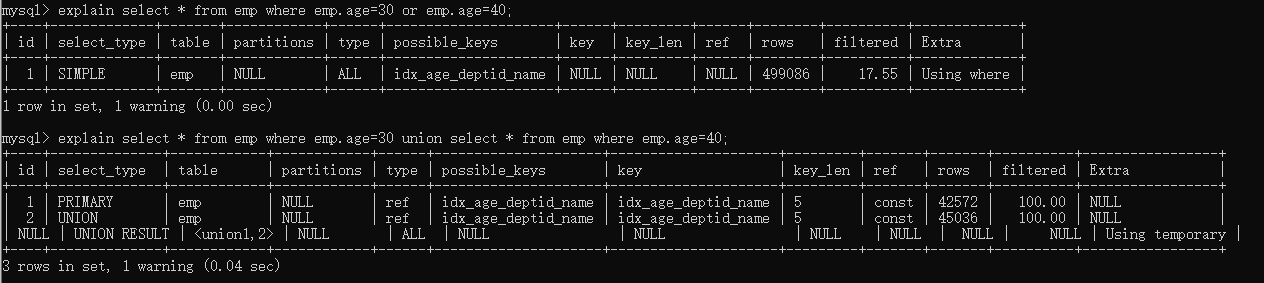 mysql> explain select * from emp where emp.age=30 or emp.age=40;
+----+-------------+-------+------------+------+---------------------+------+---------+------+--------+----------+-------------+
| id | select_type | table | partitions | type | possible_keys       | key  | key_len | ref  | rows   | filtered | Extra       |
+----+-------------+-------+------------+------+---------------------+------+---------+------+--------+----------+-------------+
|  1 | SIMPLE      | emp   | NULL       | ALL  | idx_age_deptid_name | NULL | NULL    | NULL | 499086 |    17.55 | Using where |
+----+-------------+-------+------------+------+---------------------+------+---------+------+--------+----------+-------------+
1 row in set, 1 warning (0.00 sec)
mysql> explain select * from emp where emp.age=30 union select * from emp where emp.age=40;
+----+--------------+------------+------------+------+---------------------+---------------------+---------+-------+-------+----------+-----------------+
| id | select_type  | table      | partitions | type | possible_keys       | key                 | key_len | ref   | rows  | filtered | Extra           |
+----+--------------+------------+------------+------+---------------------+---------------------+---------+-------+-------+----------+-----------------+
|  1 | PRIMARY      | emp        | NULL       | ref  | idx_age_deptid_name | idx_age_deptid_name | 5       | const | 42572 |   100.00 | NULL            |
|  2 | UNION        | emp        | NULL       | ref  | idx_age_deptid_name | idx_age_deptid_name | 5       | const | 45036 |   100.00 | NULL            |
| NULL | UNION RESULT | <union1,2> | NULL       | ALL  | NULL                | NULL                | NULL    | NULL  |  NULL |     NULL | Using temporary |
+----+--------------+------------+------------+------+---------------------+---------------------+---------+-------+-------+----------+-----------------+
3 rows in set, 1 warning (0.04 sec)